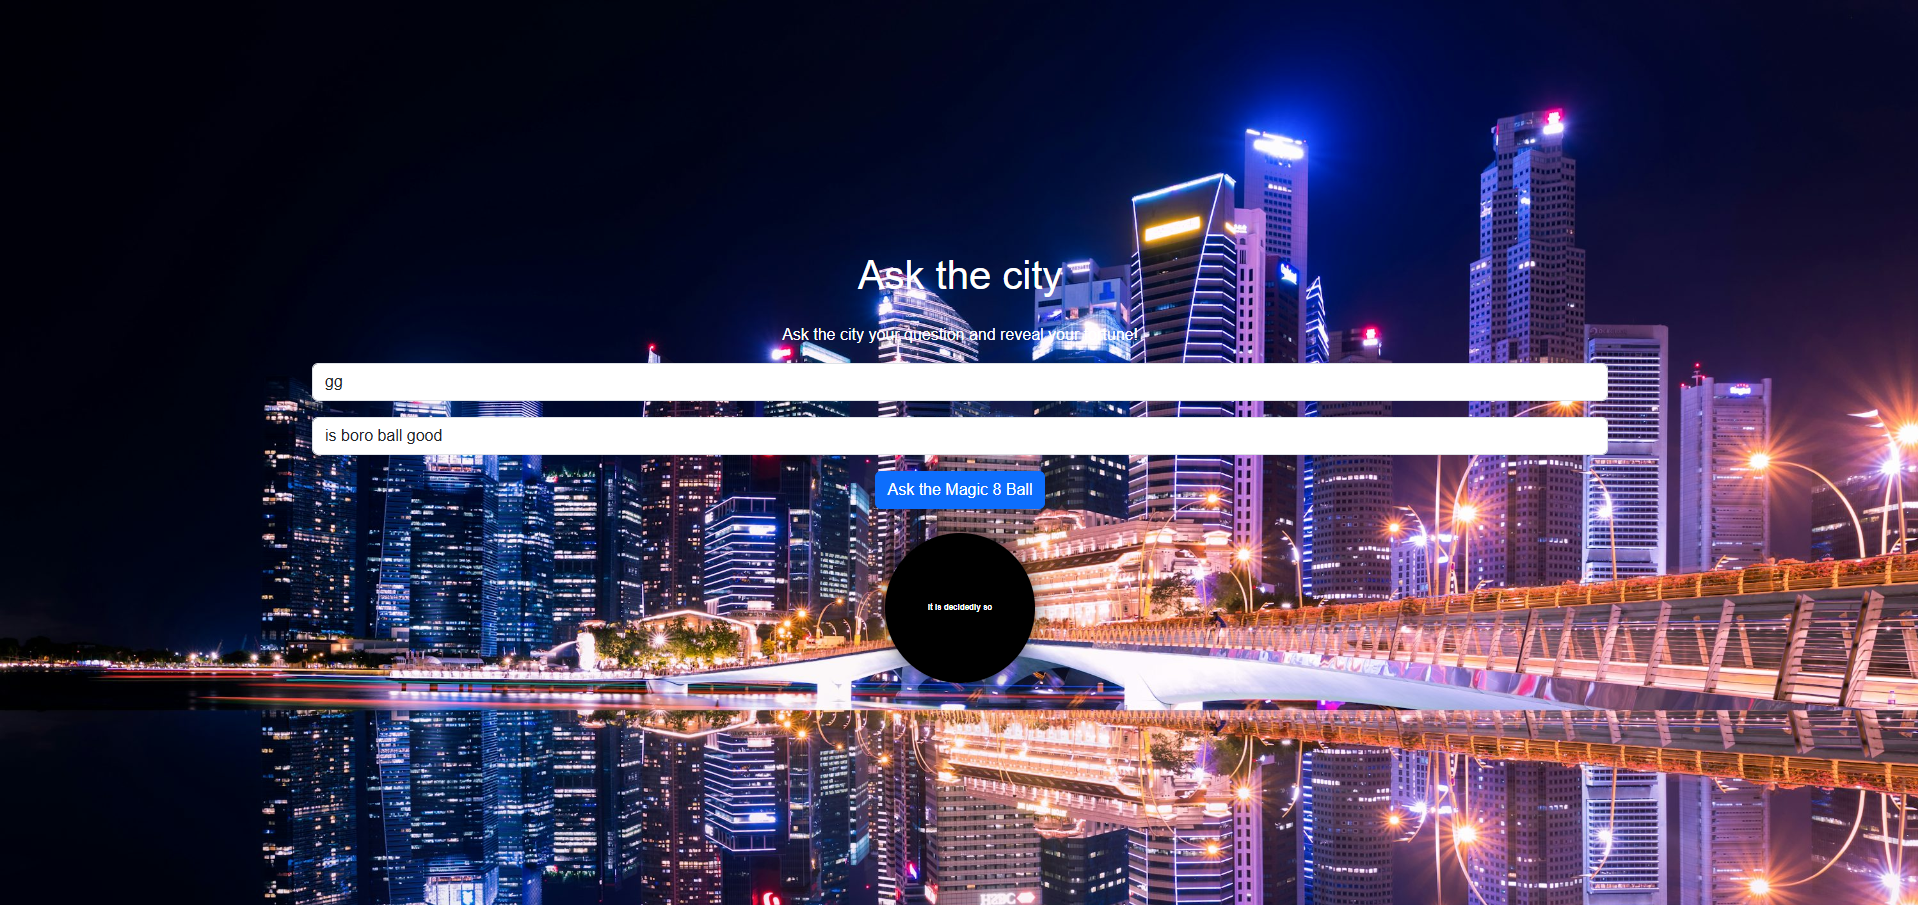 Ask the city
Ask the city your question and reveal your fortune!
gg
is boro ball good
Ask the Magic 8 Ball
It is decidedly so
HSBC